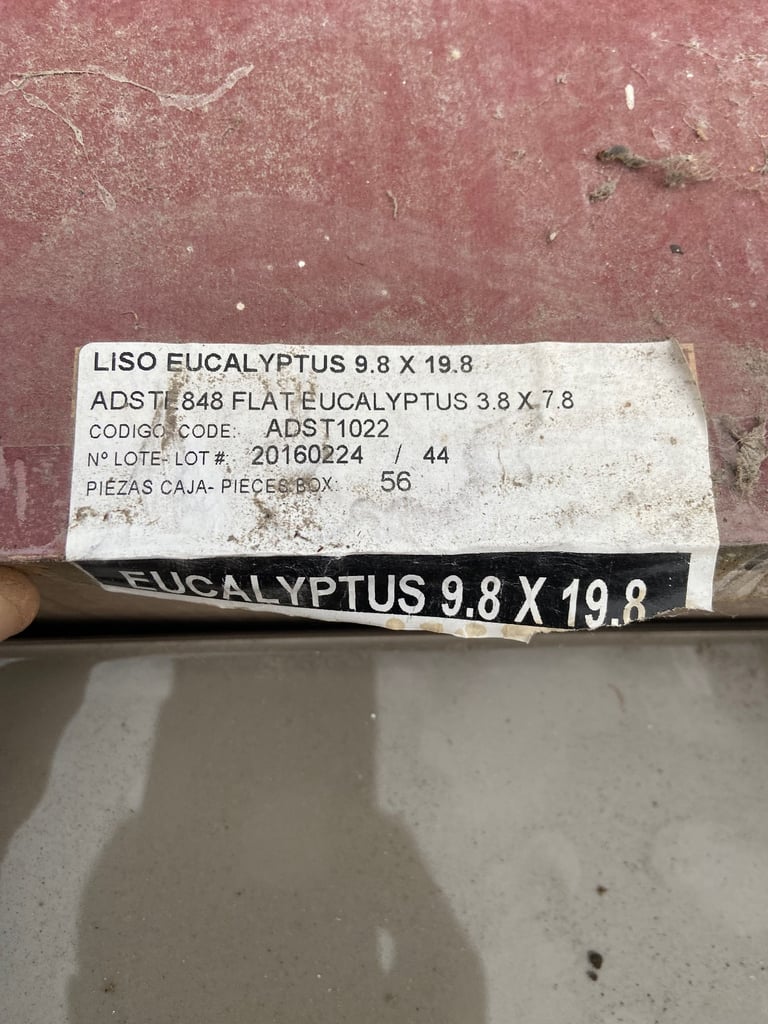 LISO EUCALYPTUS 9.8 X 19.8
ADSTE848 FLAT EUCALYPTUS 3.8 X 7.8
CODIGO CODE: ADST1022
Nº LOTE- LOT #: 20160224 / 44
PIEZAS CAJA- PIECES BOX: 56
EUCALYPTUS 9.8 X 19.8